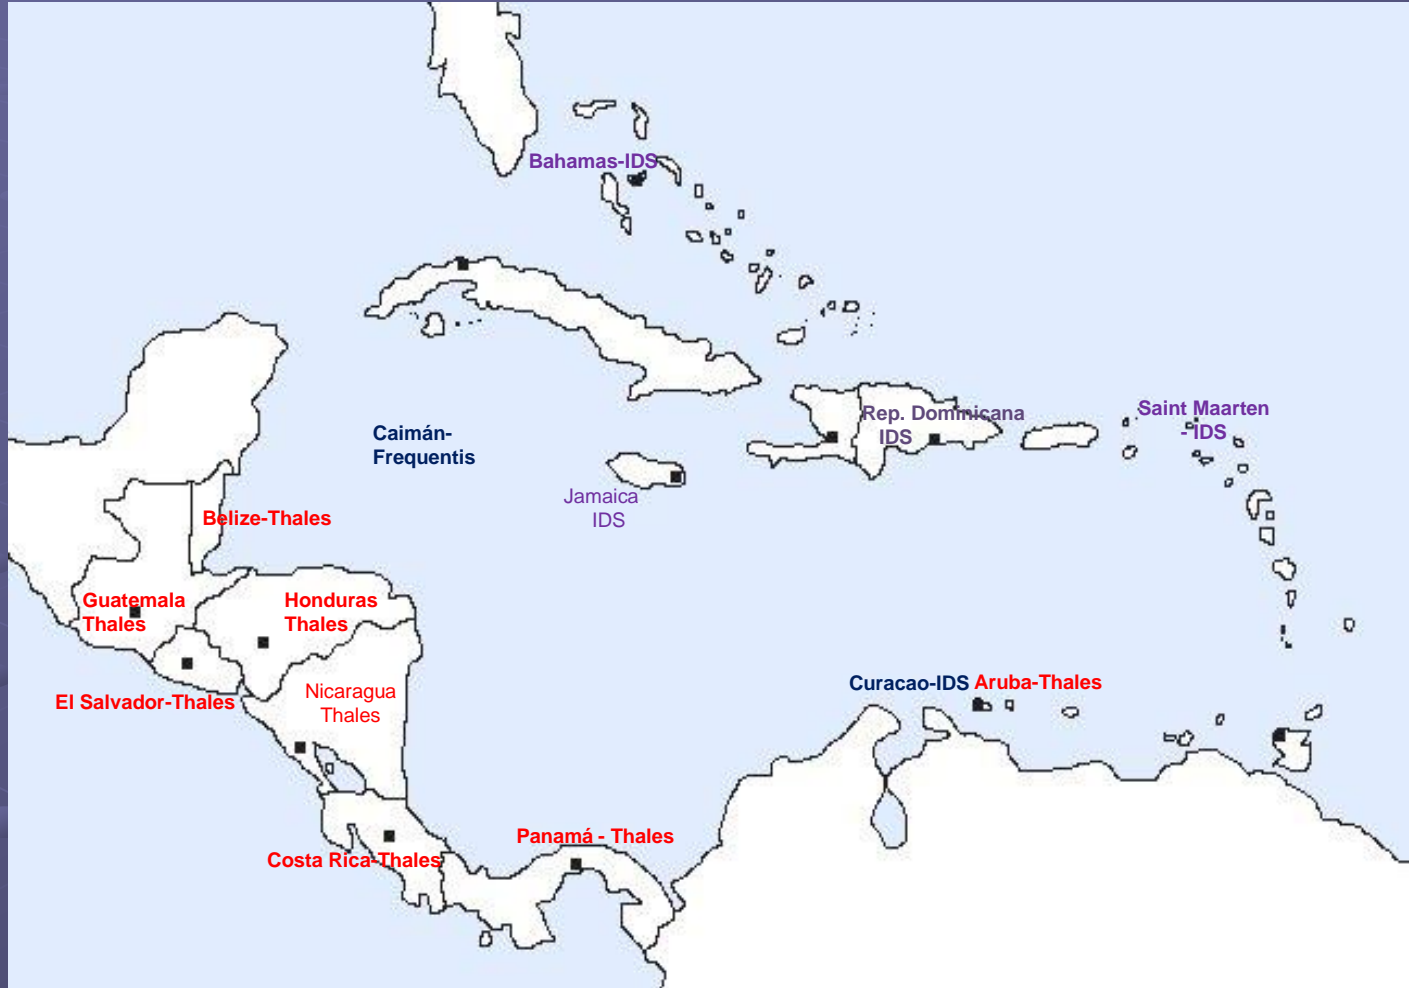 Bahamas-IDS
Caimán-
Frequentis
Rep. Dominicana
IDS
Saint Maarten
- IDS
Jamaica
IDS
Belize-Thales
Guatemala
Thales
Honduras
Thales
El Salvador-Thales
Nicaragua
Thales
Curacao-IDS Aruba-Thales
Costa Rica-Thales
Panamá - Thales